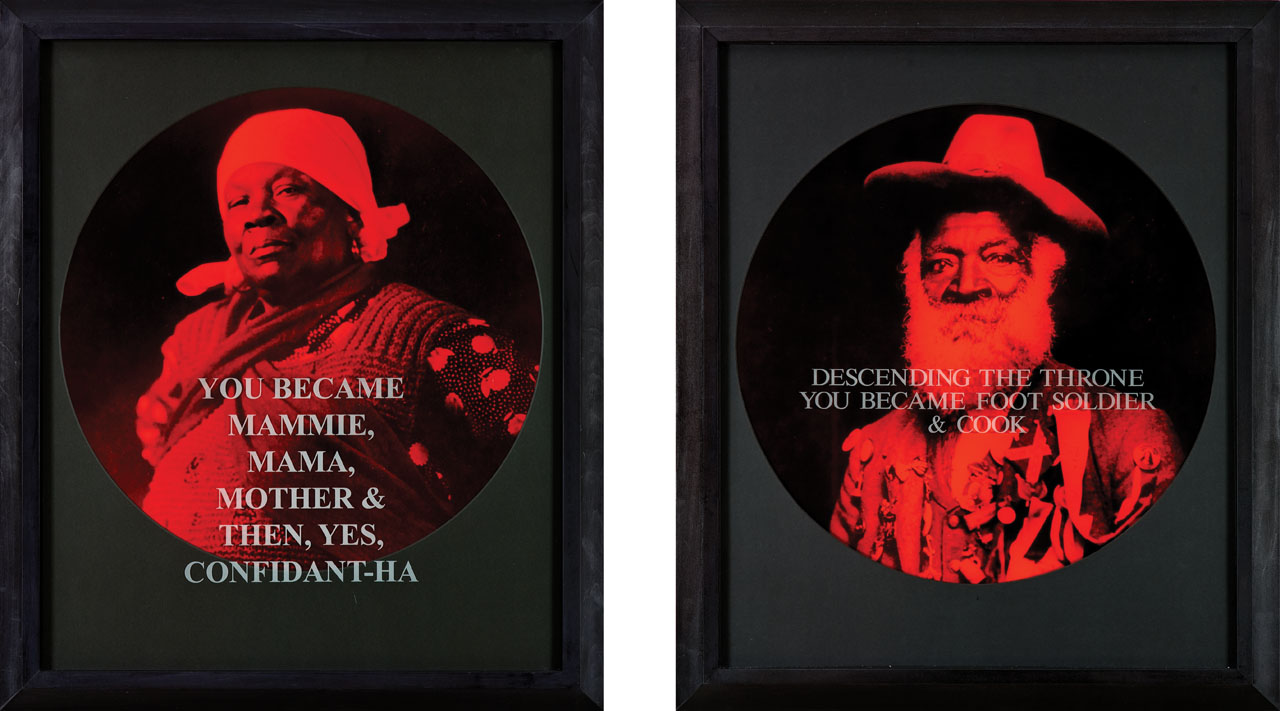 YOU BECAME
MAMMIE,
MAMA,
MOTHER &
THEN, YES,
CONFIDANT-HA
DESCENDING THE THRONE
YOU BECAME FOOT SOLDIER
& COOK